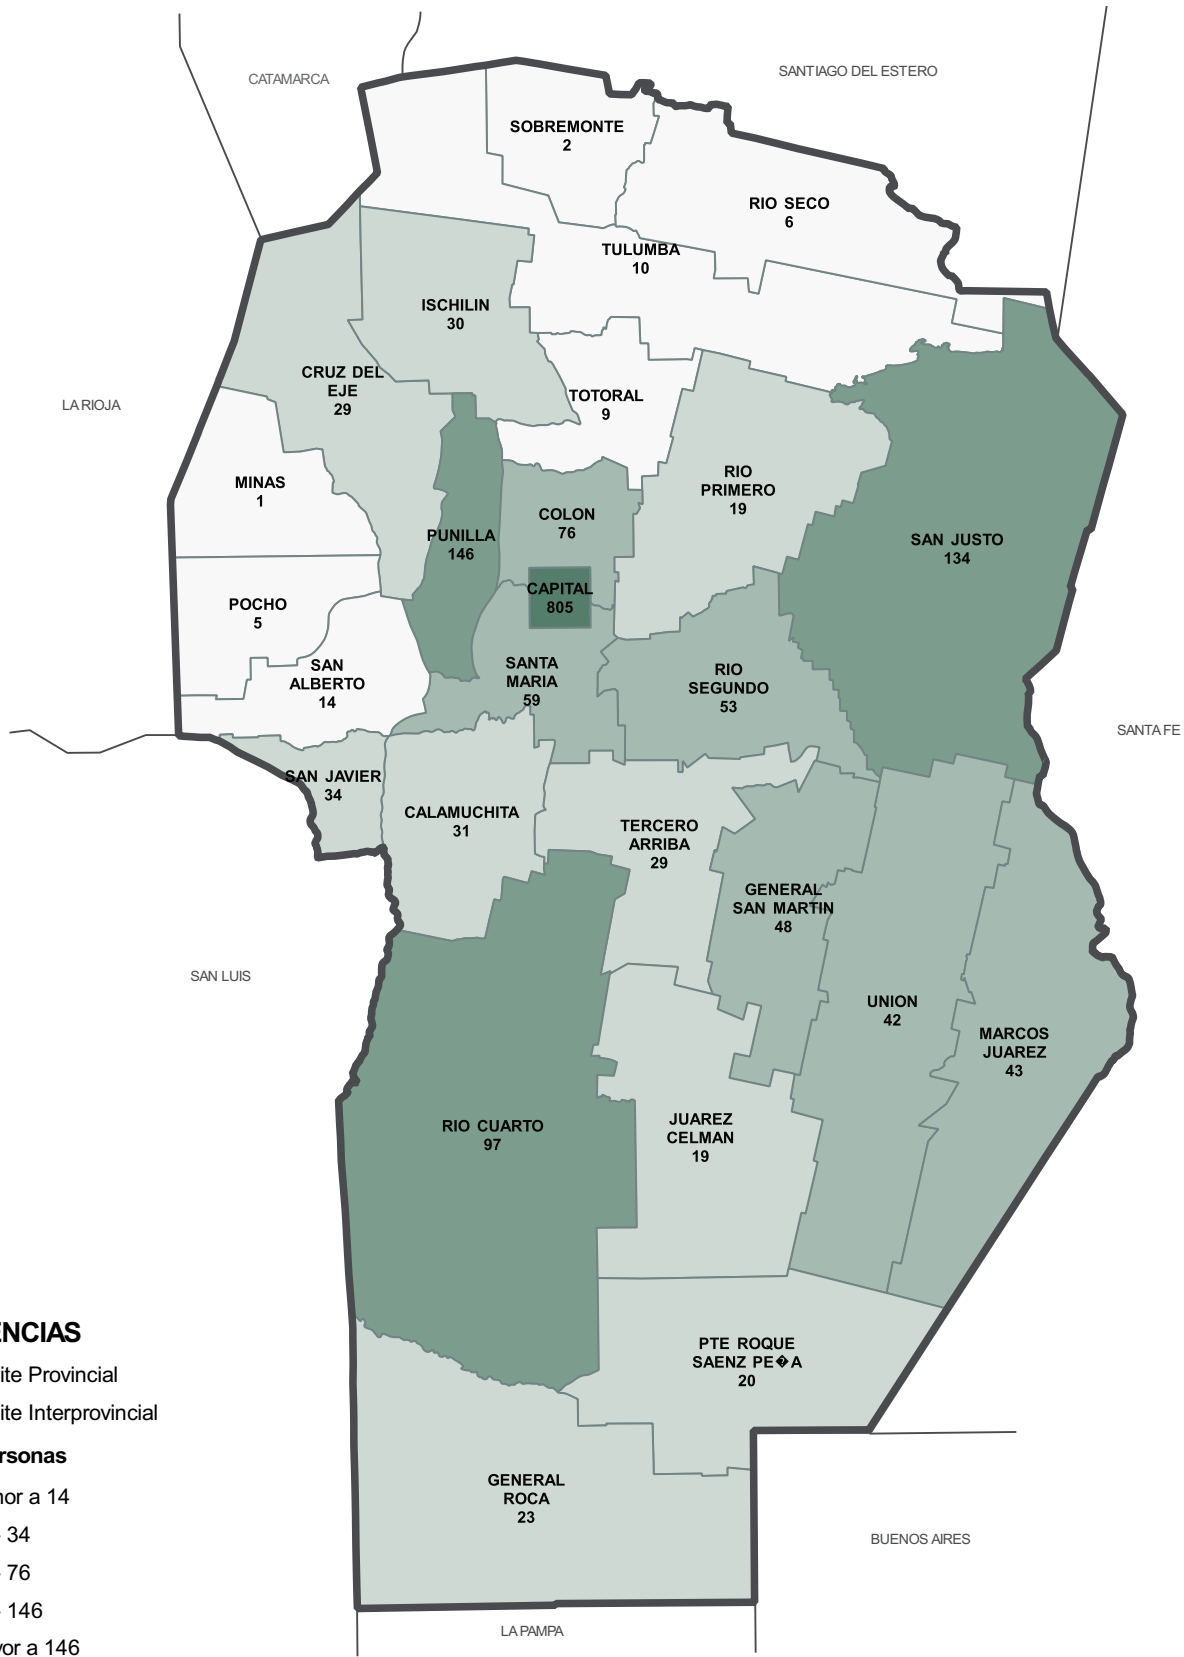 CATAMARCA
SANTIAGO DEL ESTERO
SOBREMONTE
2
RIO SECO
6
TULUMBA
10
ISCHILIN
30
CRUZ DEL
EJE
29
TOTORAL
9
LA RIOJA
MINAS
1
RIO
PRIMERO
19
COLON
76
PUNILLA
146
SAN JUSTO
134
CAPITAL
805
POCHO
5
SAN
ALBERTO
14
SANTA
MARIA
59
RIO
SEGUNDO
53
SANTA FE
SAN JAVIER
34
CALAMUCHITA
31
TERCERO
ARRIBA
29
GENERAL
SAN MARTIN
48
SAN LUIS
UNION
42
MARCOS
JUAREZ
43
RIO CUARTO
97
JUAREZ
CELMAN
19
PTE ROQUE
SAENZ PE�A
20
GENERAL
ROCA
23
BUENOS AIRES
LA PAMPA
ENCIAS
ite Provincial
ite Interprovincial
rsonas
nor a 14
- 34
- 76
- 146
yor a 146